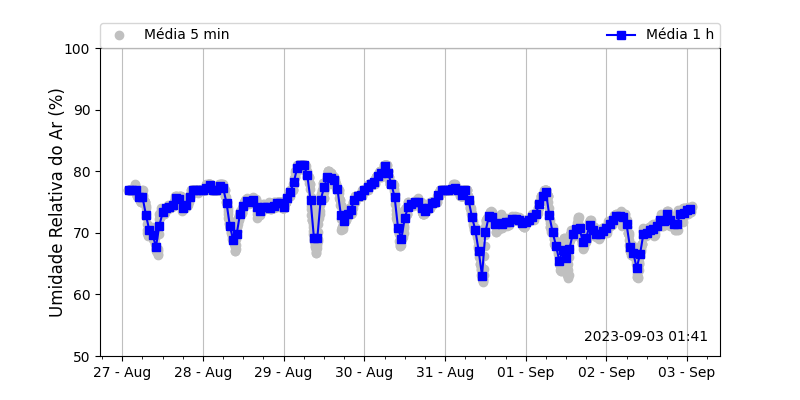 Média 5 min
Média 1 h
Umidade Relativa do Ar (%)
100
90
80
70
60
50
2023-09-03 01:41
27 - Aug
28 - Aug
29 - Aug
30 - Aug
31 - Aug
01 - Sep
02 - Sep
03 - Sep